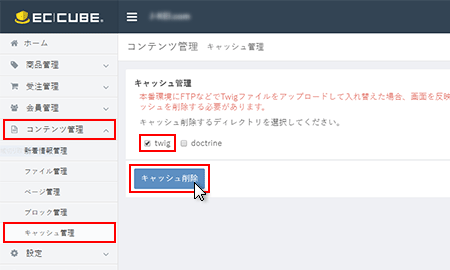 EC CUBE
ホーム
商品管理
受注管理
会員管理
コンテンツ管理
新着情報管理
ファイル管理
ページ管理
ブロック管理
キャッシュ管理
設定
コンテンツ管理 キャッシュ管理
キャッシュ管理
本番環境にFTPなどでTwigファイルをアップロードして入れ替えた場合、画面を反映
ッシュを削除する必要があります。
キャッシュ削除するディレクトリを選択してください。
twig doctrine
キャッシュ削除